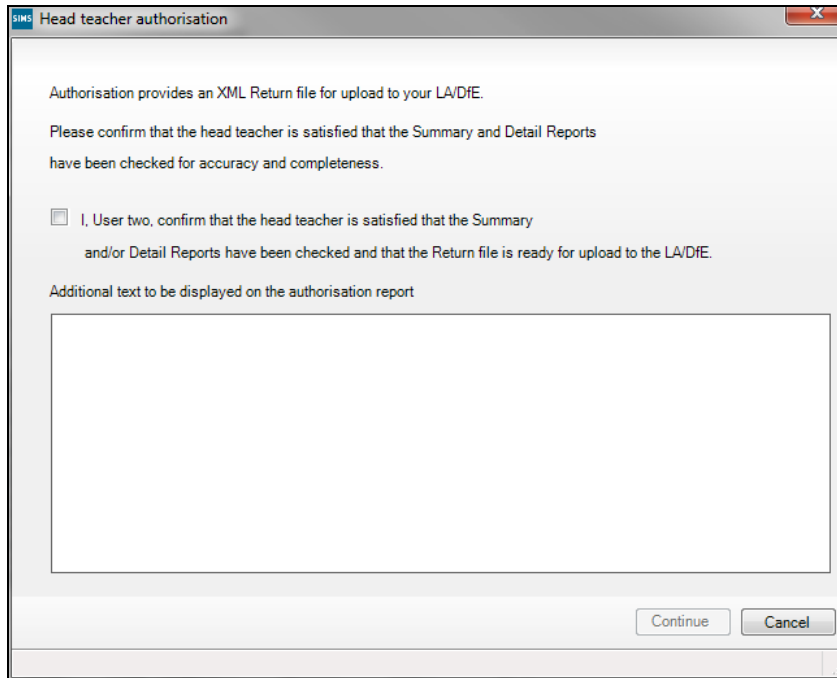 SIMS Head teacher authorisation
Authorisation provides an XML Return file for upload to your LA/DfE.
Please confirm that the head teacher is satisfied that the Summary and Detail Reports
have been checked for accuracy and completeness.
I, User two, confirm that the head teacher is satisfied that the Summary
and/or Detail Reports have been checked and that the Return file is ready for upload to the LA/DfE.
Additional text to be displayed on the authorisation report
Continue Cancel